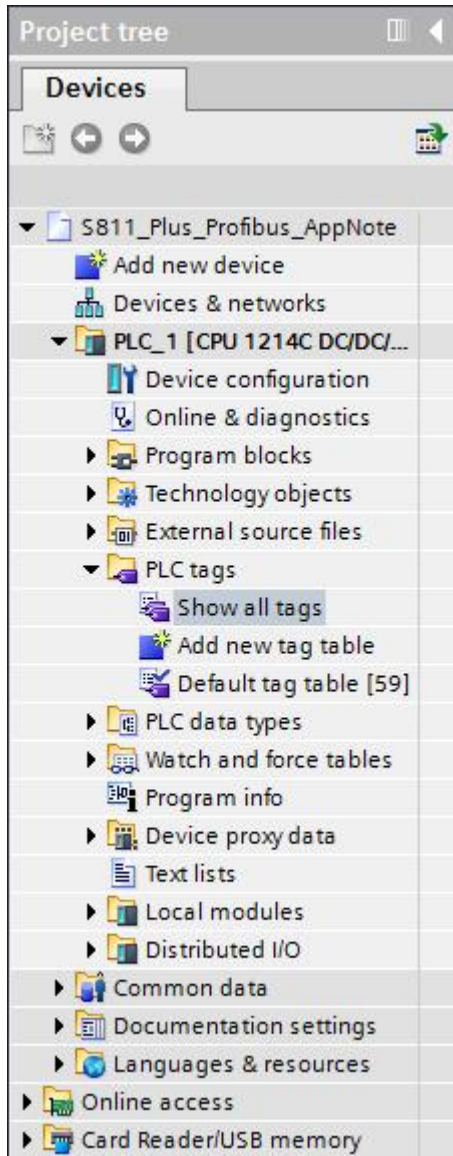 Project tree
Devices
S811_Plus_Profibus_AppNote
Add new device
Devices & networks
PLC_1 [CPU 1214C DC/DC/...
Device configuration
Online & diagnostics
Program blocks
Technology objects
External source files
PLC tags
Show all tags
Add new tag table
Default tag table [59]
PLC data types
Watch and force tables
Program info
Device proxy data
Text lists
Local modules
Distributed I/O
Common data
Documentation settings
Languages & resources
Online access
Card Reader/USB memory